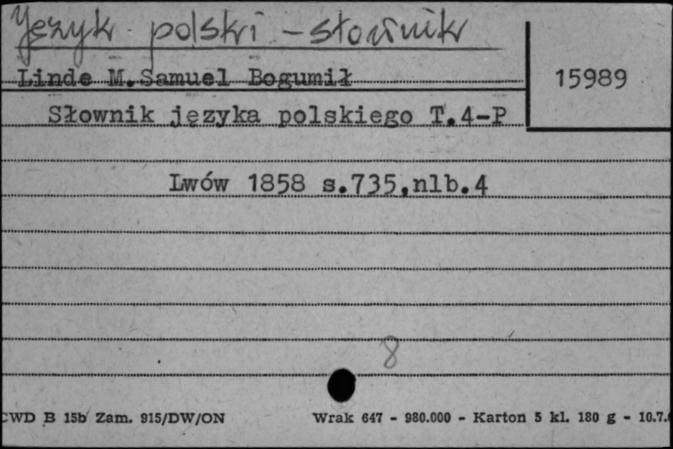 Język polski - słownik
Linde M.Samuel Bogumił
15989
Słownik języka polskiego T.4-P
Lwów 1858 s.735,nlb.4
8
CWD B 15b Zam. 915/DW/ON
Wrak 647 - 980.000 - Karton 5 kl. 180 g - 10.7.